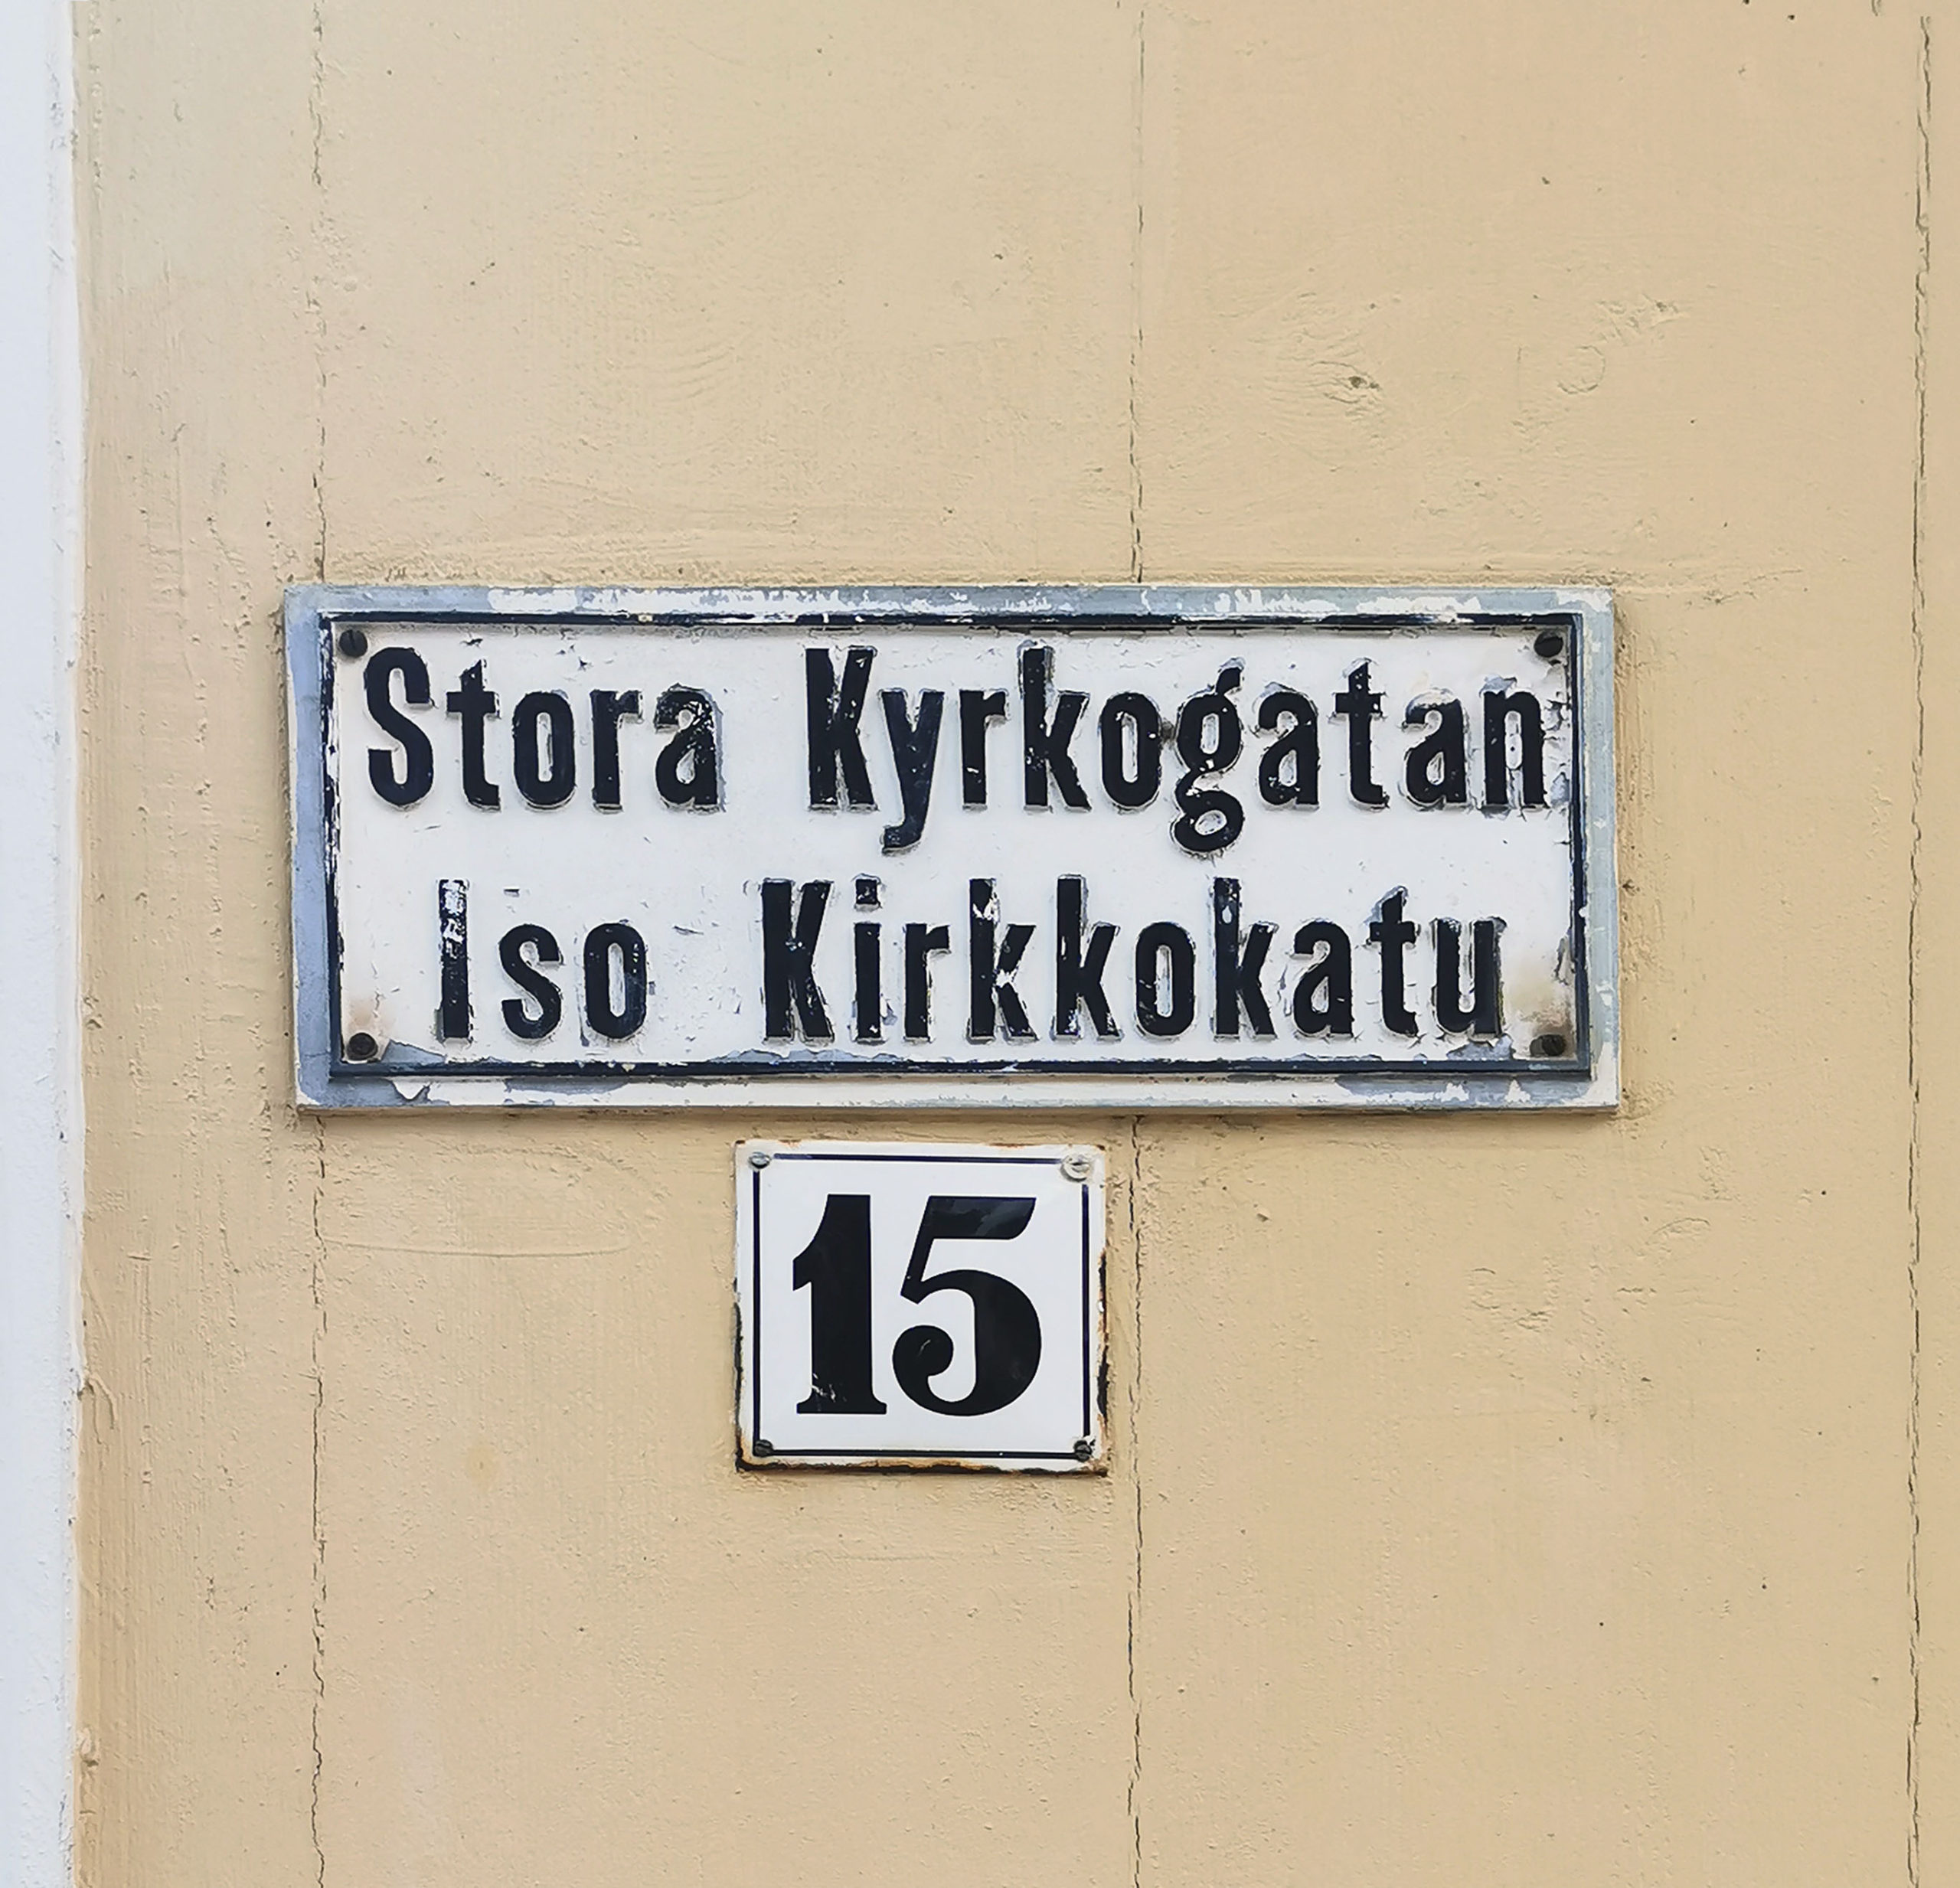 Stora Kyrkogatan
Iso Kirkkokatu
15